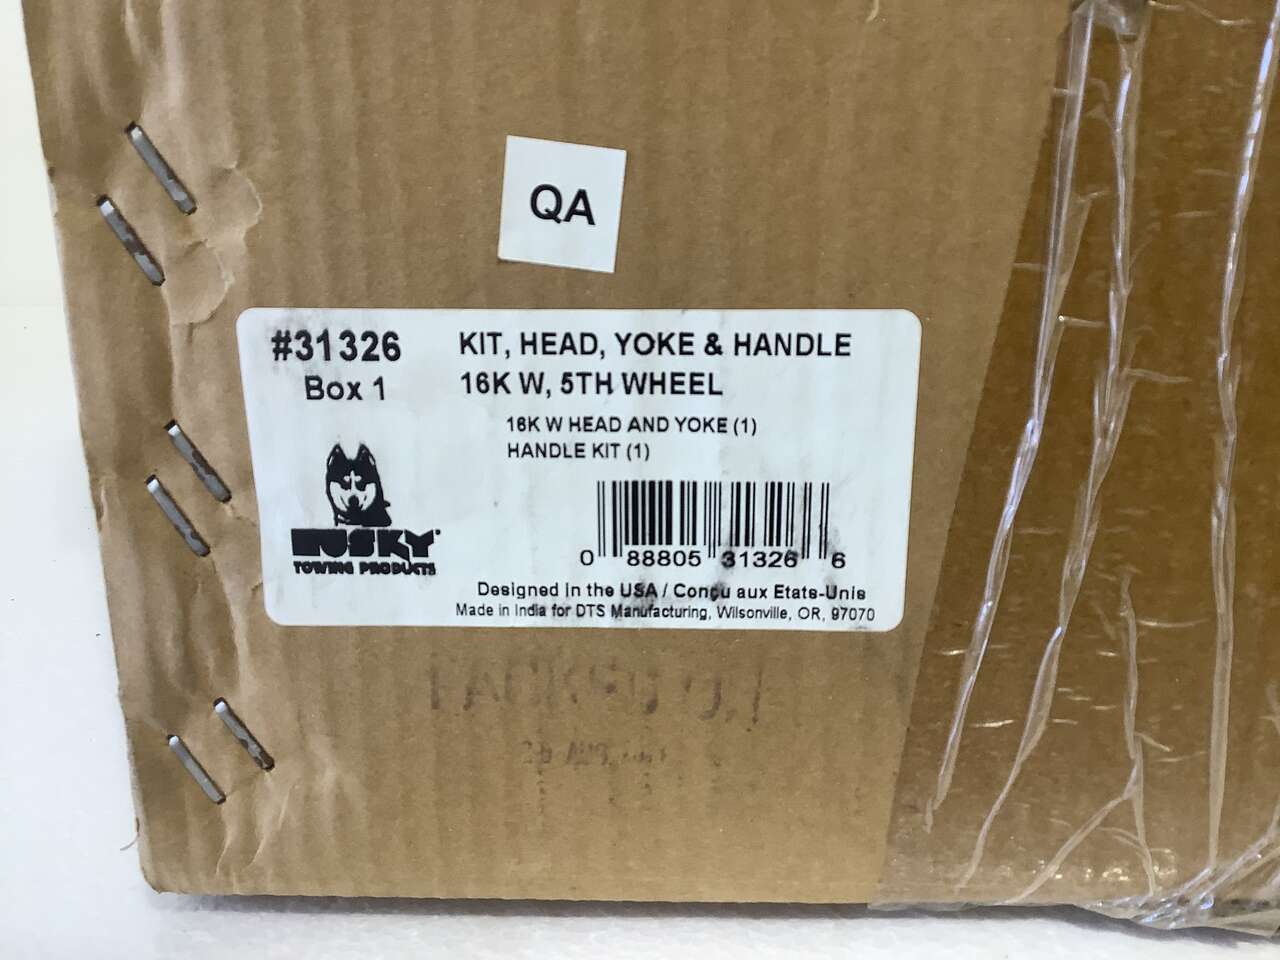 QA
#31326
Box 1
KIT, HEAD, YOKE & HANDLE
16K W, 5TH WHEEL
16K W HEAD AND YOKE (1)
HANDLE KIT (1)
HUSKY
TOWING PRODUCTS
0 88805 31326 6
Designed in the USA / Conçu aux Etats-Unis
Made in India for DTS Manufacturing, Wilsonville, OR, 97070